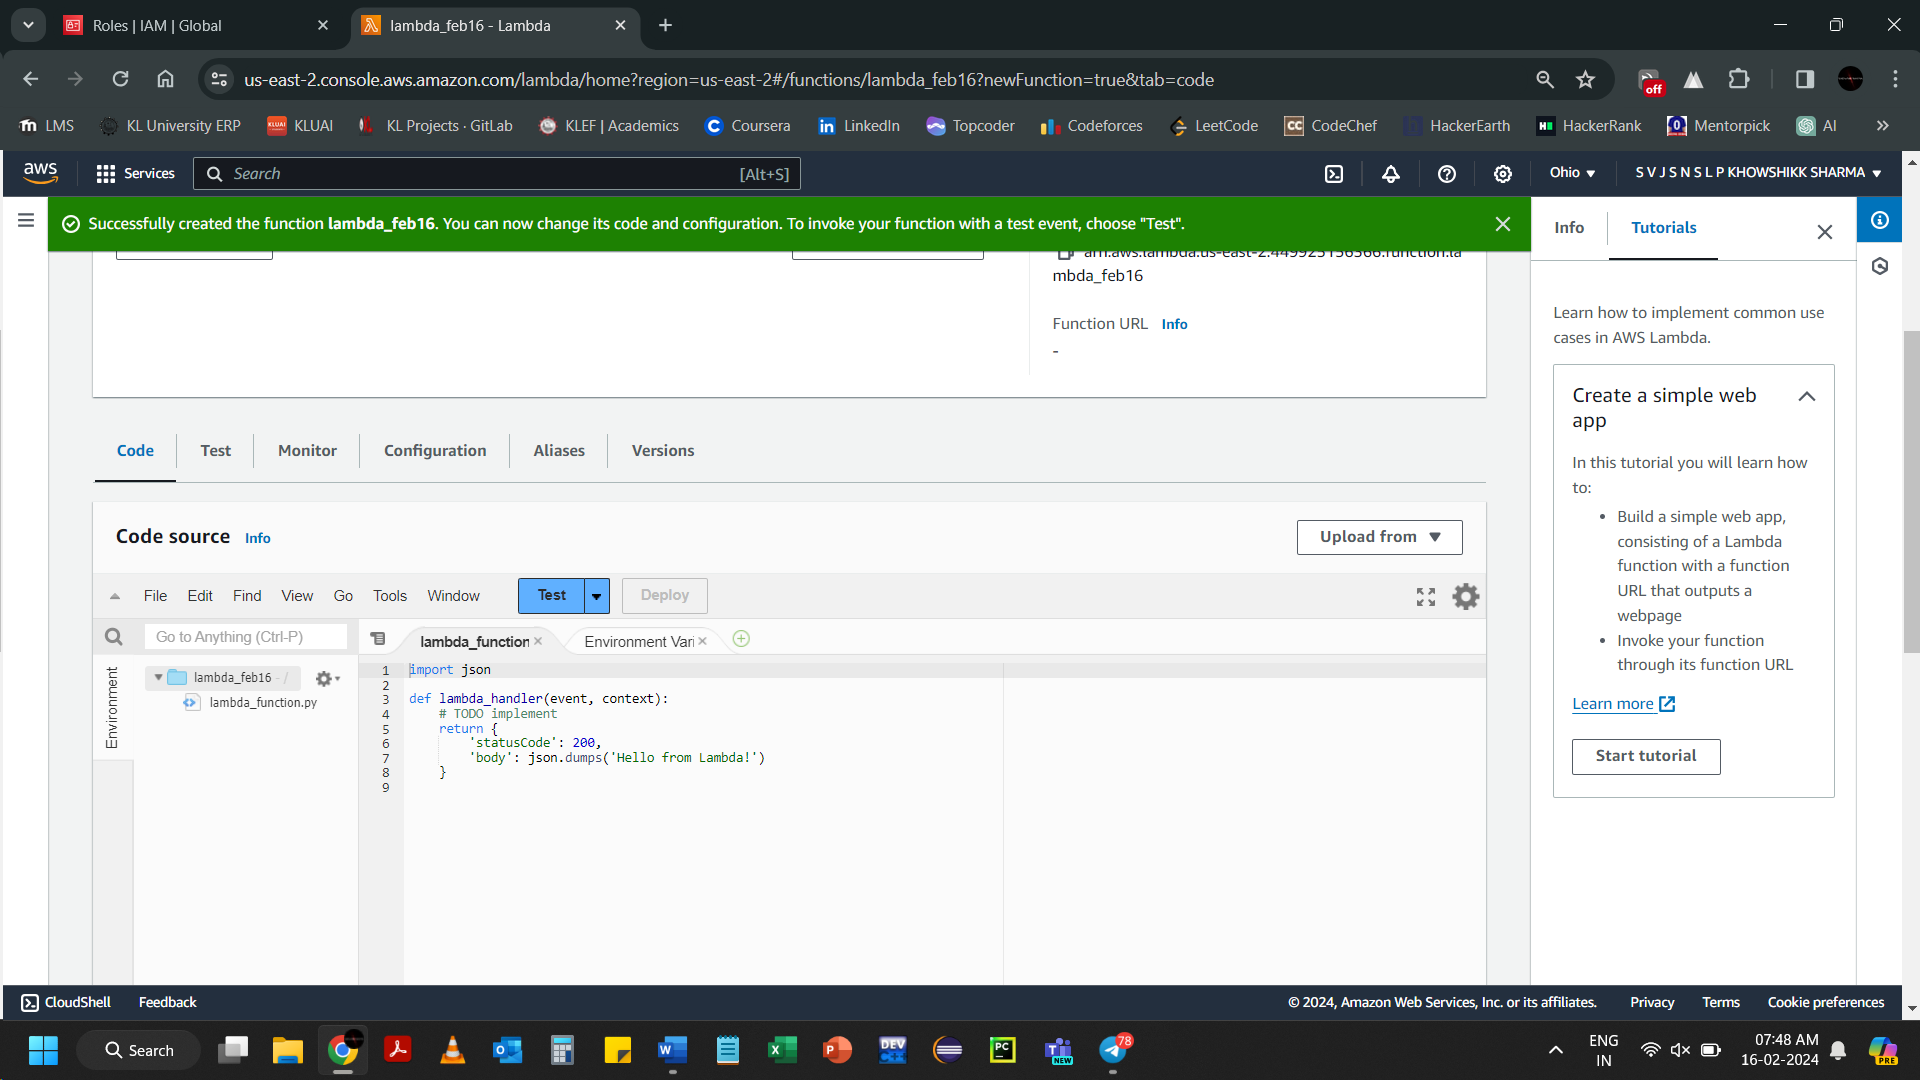 Roles | IAM | Global
lambda_feb16 - Lambda
us-east-2.console.aws.amazon.com/lambda/home?region=us-east-2#/functions/lambda_feb16?newFunction=true&tab=code
off
LMS
KL University ERP
KLUAI
KL Projects · GitLab
KLEF | Academics
Coursera
LinkedIn
Topcoder
Codeforces
LeetCode
CodeChef
HackerEarth
HackerRank
Mentorpick
AI
aws
Services
Search
[Alt+S]
Ohio
S V J S N S L P KHOWSHIKK SHARMA
Successfully created the function lambda_feb16. You can now change its code and configuration. To invoke your function with a test event, choose "Test".
mbda_feb16
Function URL Info
-
Code
Test
Monitor
Configuration
Aliases
Versions
Code source Info
Upload from
File Edit Find View Go Tools Window
Test
Deploy
Go to Anything (Ctrl-P)
lambda_function
Environment Vari
Environment
lambda_feb16 - /
lambda_function.py
1 import json
2
3 def lambda_handler(event, context):
4     # TODO implement
5     return {
6         'statusCode': 200,
7         'body': json.dumps('Hello from Lambda!')
8     }
9
Info
Tutorials
Learn how to implement common use
cases in AWS Lambda.
Create a simple web
app
In this tutorial you will learn how
to:
• Build a simple web app,
consisting of a Lambda
function with a function
URL that outputs a
webpage
• Invoke your function
through its function URL
Learn more
Start tutorial
CloudShell
Feedback
© 2024, Amazon Web Services, Inc. or its affiliates.
Privacy
Terms
Cookie preferences
Search
DEV
PC
NEW
78
ENG
IN
07:48 AM
16-02-2024
PRE